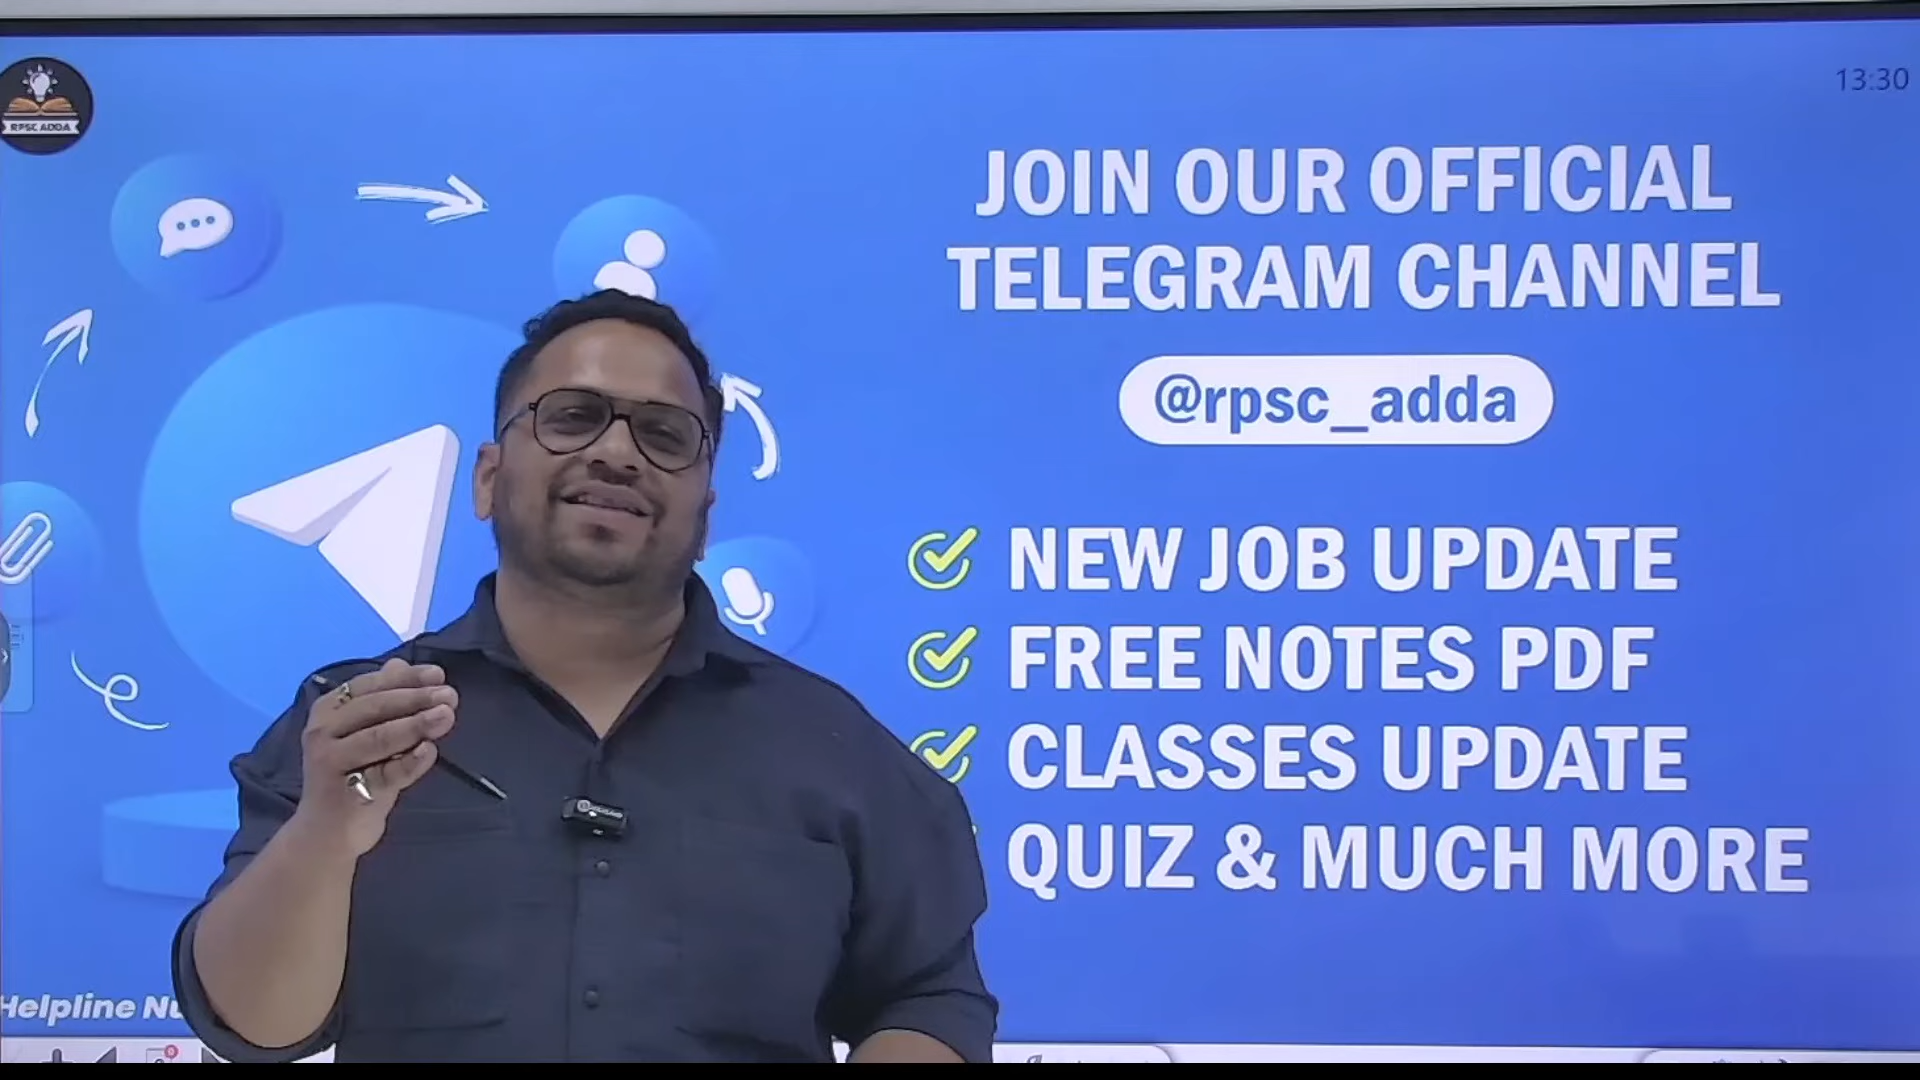 RPSC ADDA
13:30
JOIN OUR OFFICIAL
TELEGRAM CHANNEL
@rpsc_adda
NEW JOB UPDATE
FREE NOTES PDF
CLASSES UPDATE
QUIZ & MUCH MORE
Helpline